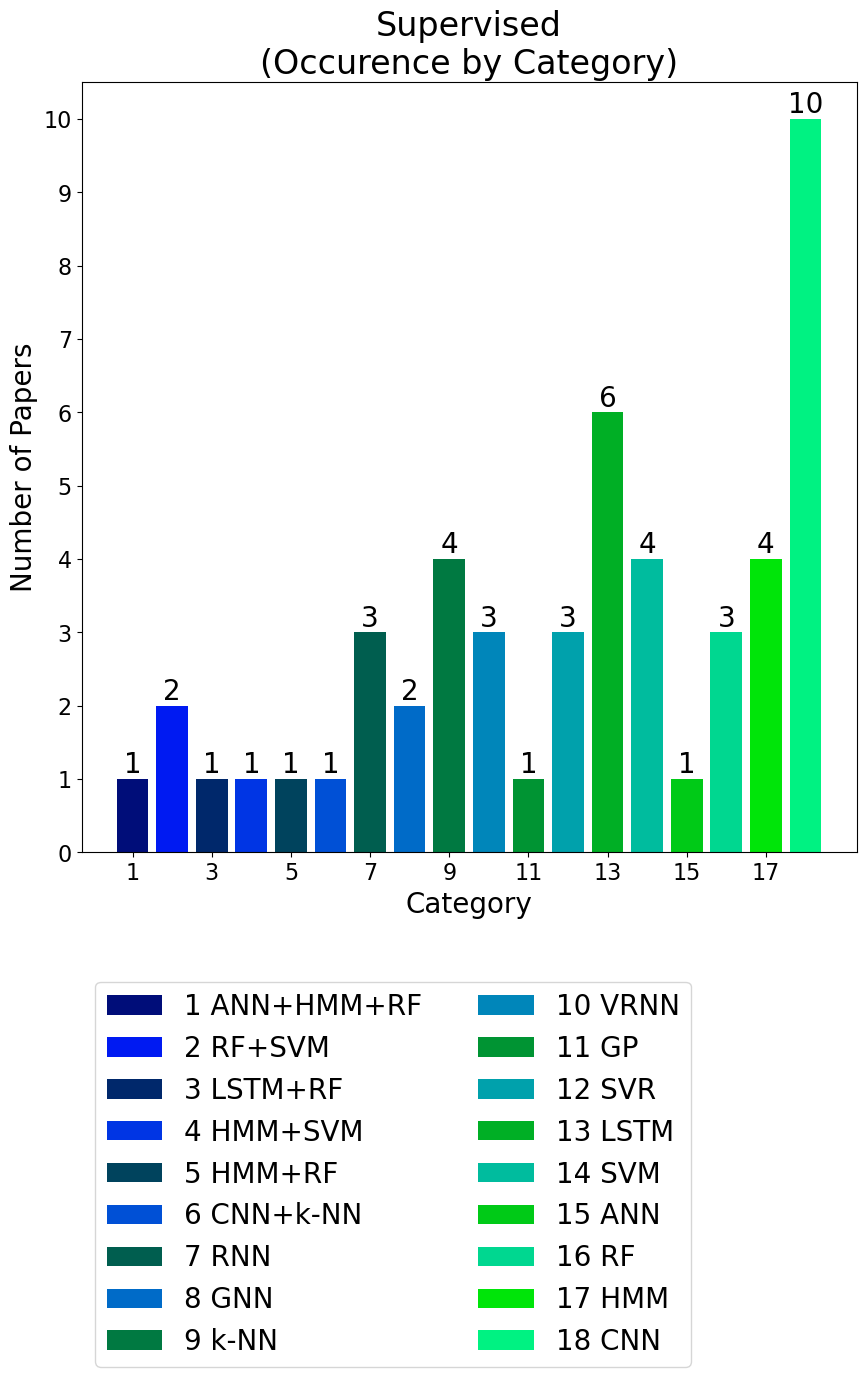 Supervised
(Occurence by Category)
10
10
9
8
7
6
6
5
4
4
4
4
3
3
3
3
3
2
2
2
1
1
1
1
1
1
1
1
0
1
3
5
7
9
11
13
15
17
Number of Papers
Category
1 ANN+HMM+RF
2 RF+SVM
3 LSTM+RF
4 HMM+SVM
5 HMM+RF
6 CNN+k-NN
7 RNN
8 GNN
9 k-NN
10 VRNN
11 GP
12 SVR
13 LSTM
14 SVM
15 ANN
16 RF
17 HMM
18 CNN